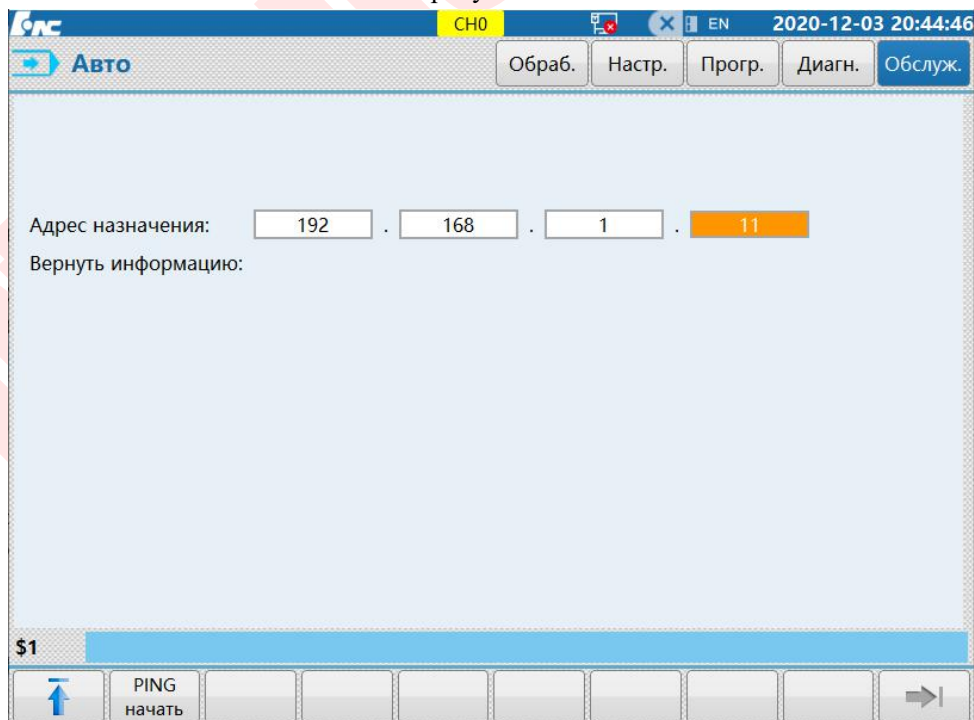 CH0 EN 2020-12-03 20:44:46
Авто Обраб. Настр. Прогр. Диагн. Обслуж.
Адрес назначения: 192 . 168 . 1 . 11
Вернуть информацию:
$1
PING
начать